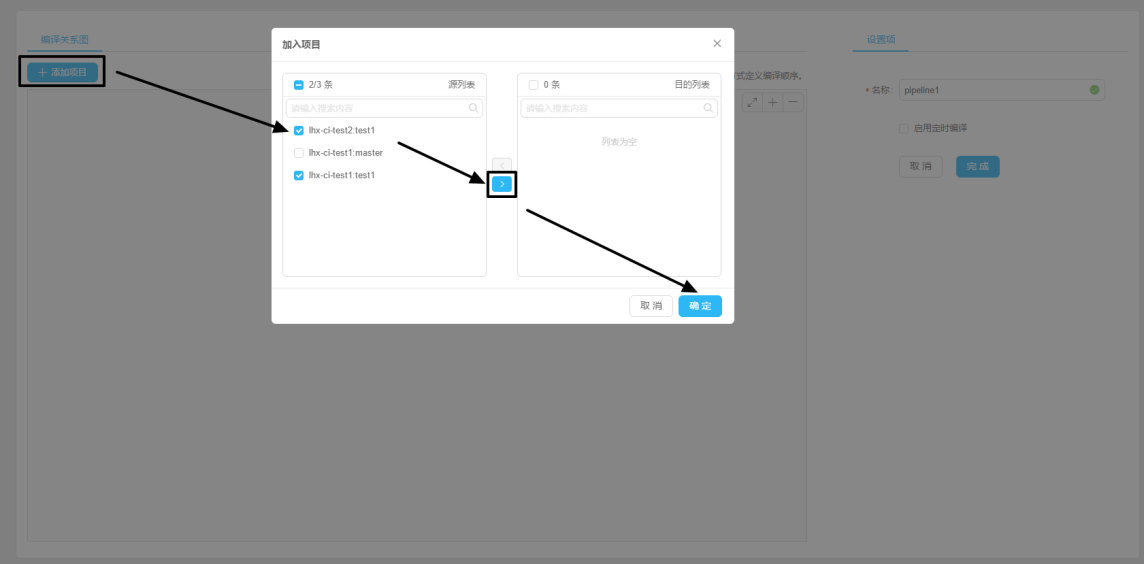 编译关系图
+ 添加项目
式定义编译顺序。
加入项目
2/3 条 源列表
请输入搜索内容
lhx-ci-test2:test1
lhx-ci-test1:master
lhx-ci-test1:test1
0 条 目的列表
请输入搜索内容
列表为空
取 消 确 定
设置项
* 名称: pipeline1
启用定时编译
取 消 完 成